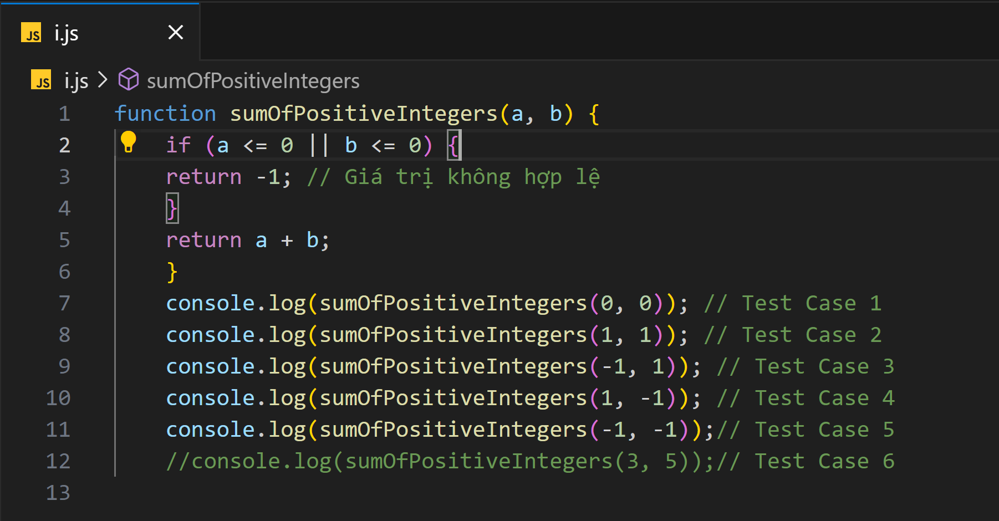 JS i.js
JS i.js sumOfPositiveIntegers
1 function sumOfPositiveIntegers(a, b) {
2 if (a <= 0 || b <= 0) {
3 return -1; // Giá trị không hợp lệ
4 }
5 return a + b;
6 }
7 console.log(sumOfPositiveIntegers(0, 0)); // Test Case 1
8 console.log(sumOfPositiveIntegers(1, 1)); // Test Case 2
9 console.log(sumOfPositiveIntegers(-1, 1)); // Test Case 3
10 console.log(sumOfPositiveIntegers(1, -1)); // Test Case 4
11 console.log(sumOfPositiveIntegers(-1, -1));// Test Case 5
12 //console.log(sumOfPositiveIntegers(3, 5));// Test Case 6
13